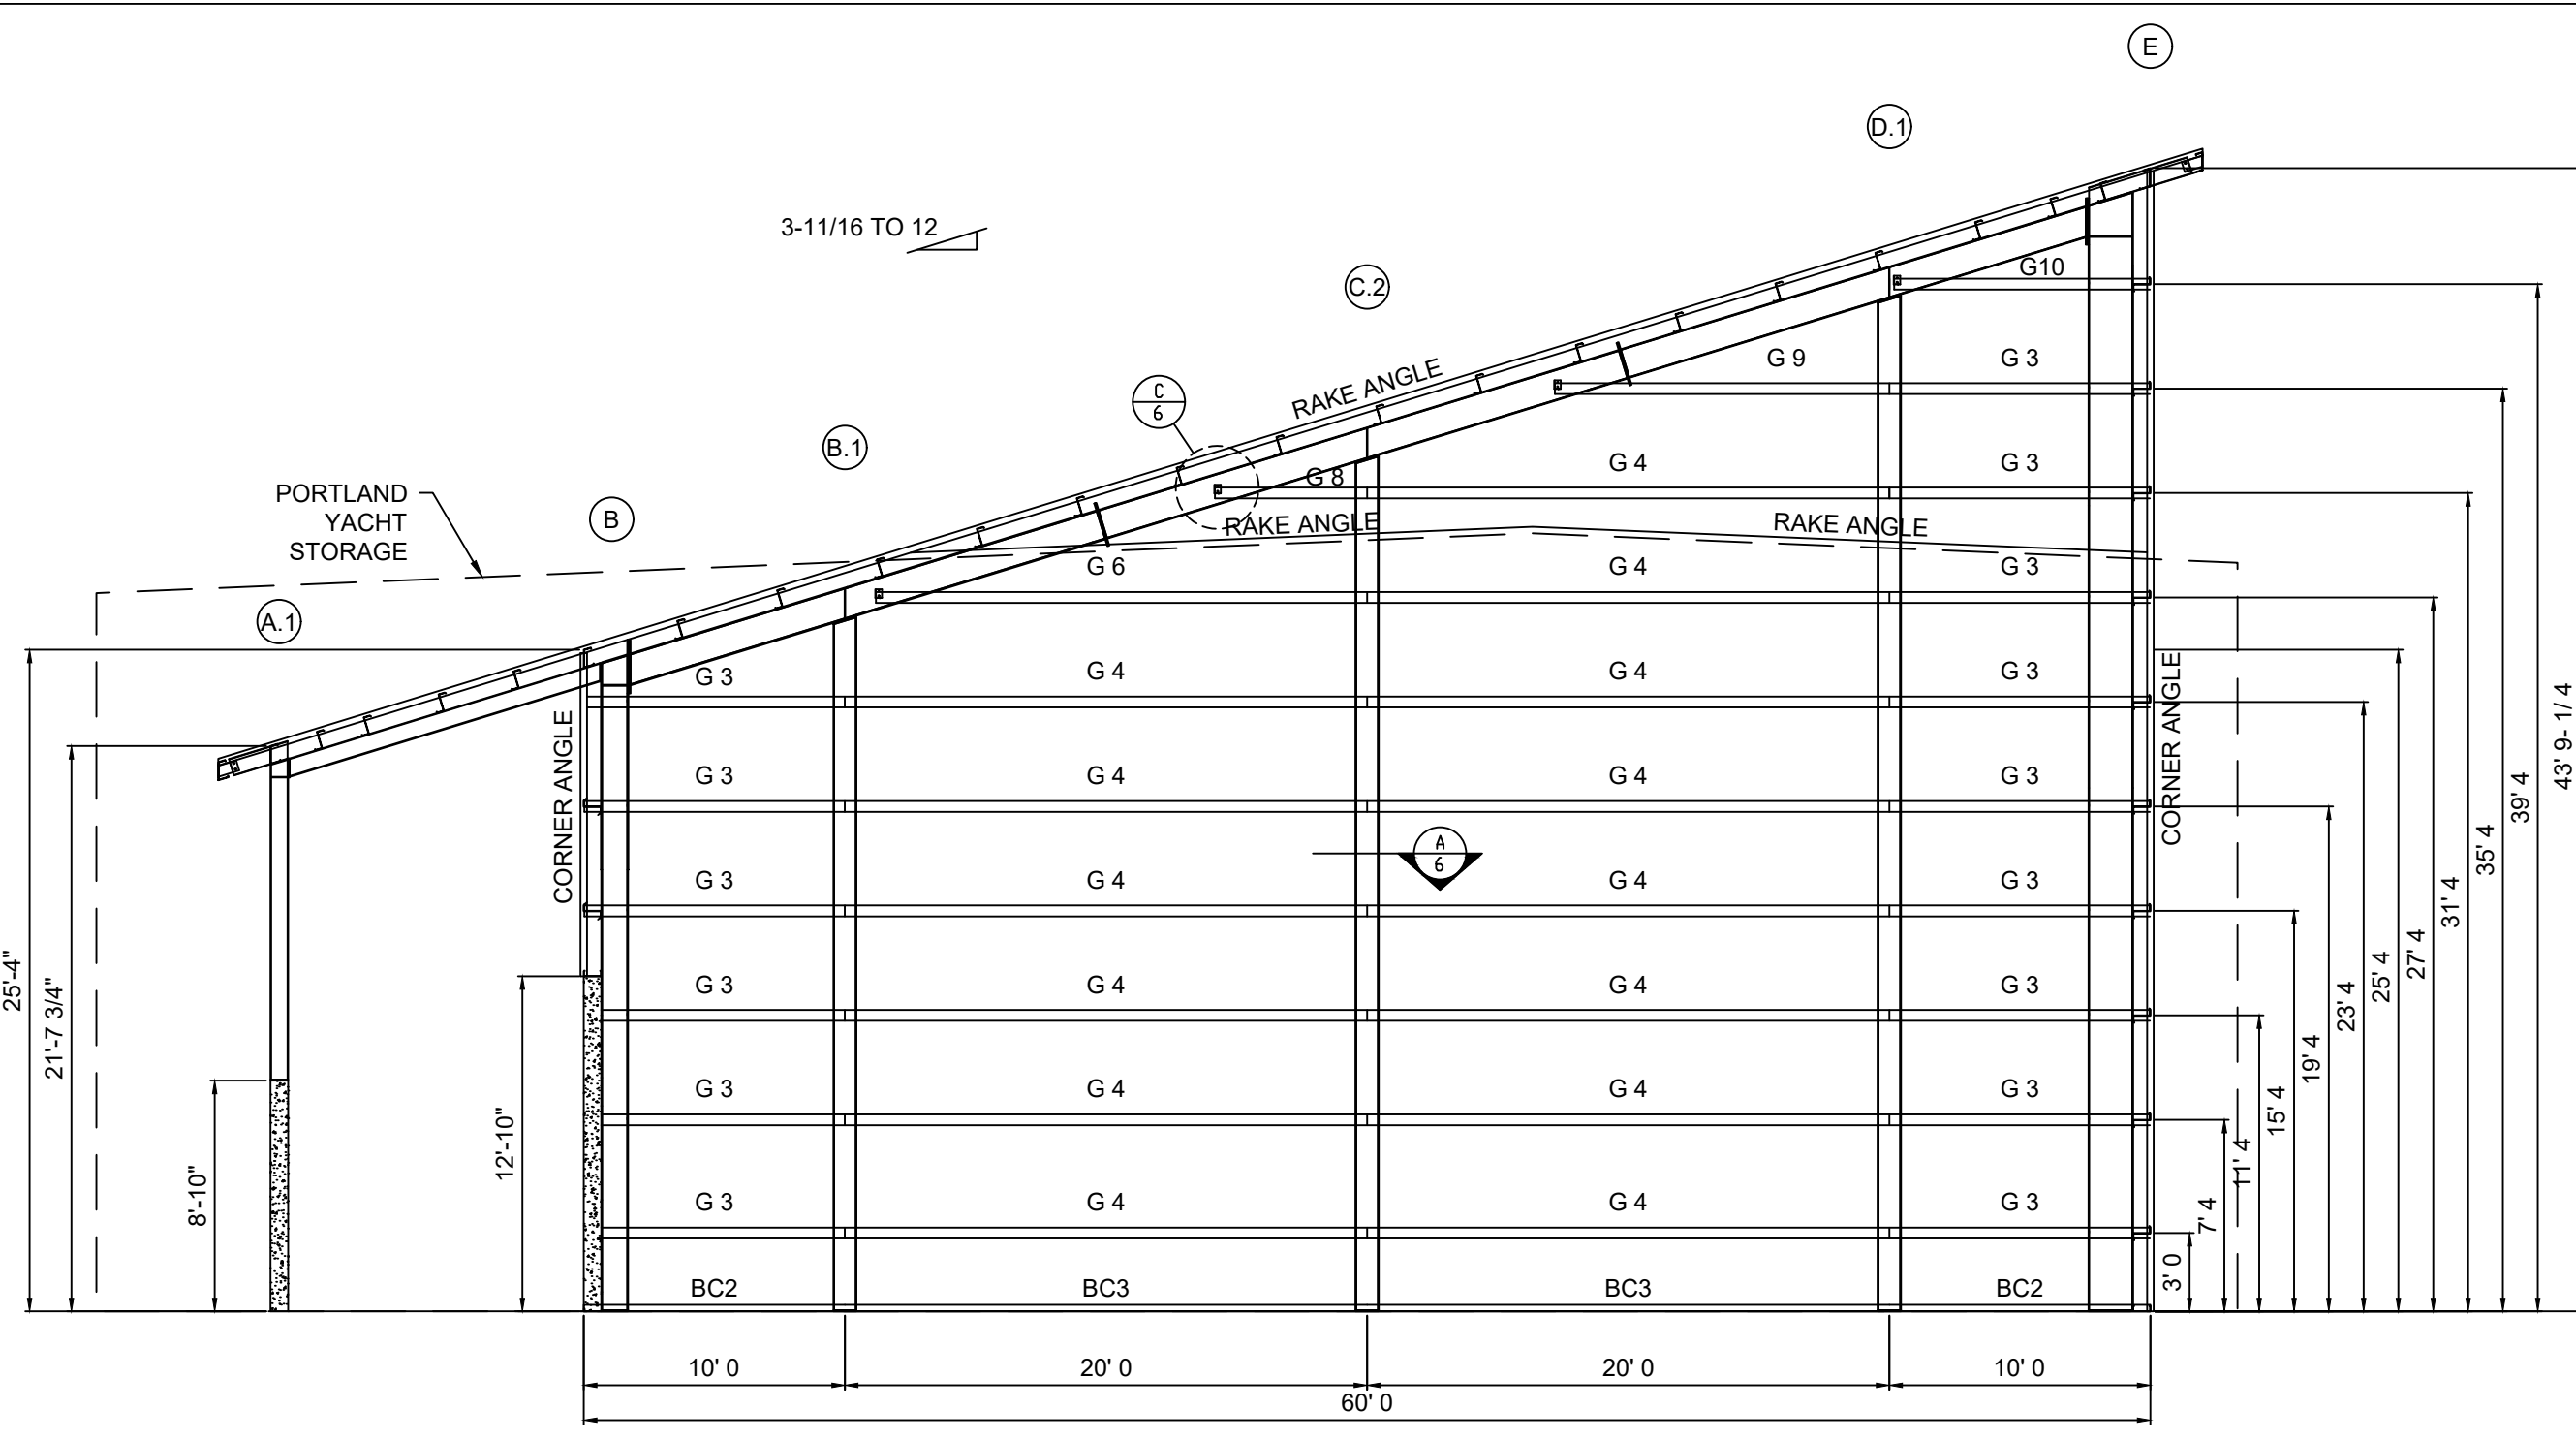 E
D.1
3-11/16 TO 12
C.2
G10
G 9
G 3
RAKE ANGLE
C
6
B.1
G 8
G 4
G 3
PORTLAND
YACHT
STORAGE
B
RAKE ANGLE
RAKE ANGLE
G 6
G 4
G 3
A.1
G 3
G 4
G 4
G 3
CORNER ANGLE
CORNER ANGLE
G 3
G 4
G 4
G 3
A
6
G 3
G 4
G 4
G 3
G 3
G 4
G 4
G 3
G 3
G 4
G 4
G 3
G 3
G 4
G 4
G 3
BC2
BC3
BC3
BC2
25'-4"
21'-7 3/4"
8'-10"
12'-10"
3' 0
7' 4
11' 4
15' 4
19' 4
23' 4
25' 4
27' 4
31' 4
35' 4
39' 4
43' 9- 1/ 4
10' 0
20' 0
20' 0
10' 0
60' 0